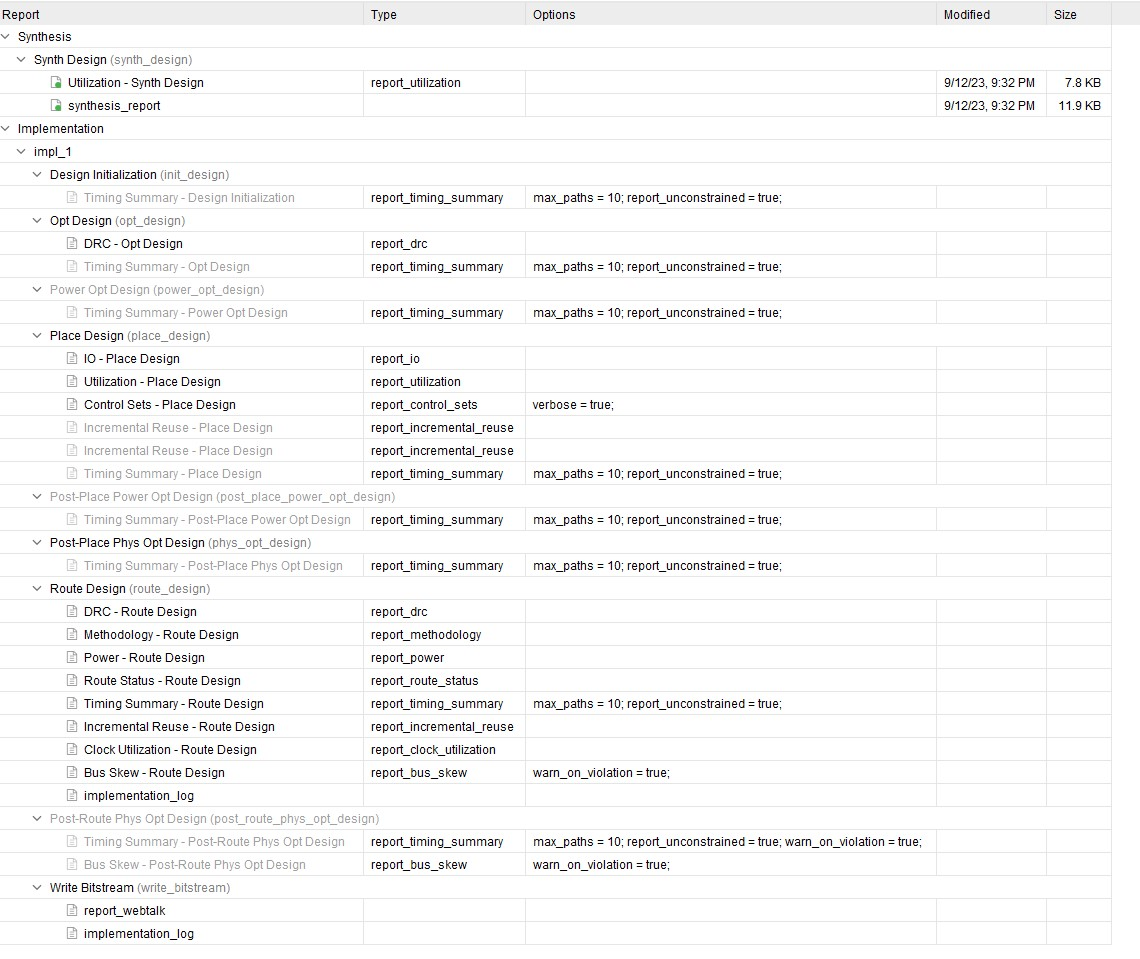 Report Type Options Modified Size
Synthesis
Synth Design (synth_design)
Utilization - Synth Design report_utilization 9/12/23, 9:32 PM 7.8 KB
synthesis_report 9/12/23, 9:32 PM 11.9 KB
Implementation
impl_1
Design Initialization (init_design)
Timing Summary - Design Initialization report_timing_summary max_paths = 10; report_unconstrained = true;
Opt Design (opt_design)
DRC - Opt Design report_drc
Timing Summary - Opt Design report_timing_summary max_paths = 10; report_unconstrained = true;
Power Opt Design (power_opt_design)
Timing Summary - Power Opt Design report_timing_summary max_paths = 10; report_unconstrained = true;
Place Design (place_design)
IO - Place Design report_io
Utilization - Place Design report_utilization
Control Sets - Place Design report_control_sets verbose = true;
Incremental Reuse - Place Design report_incremental_reuse
Incremental Reuse - Place Design report_incremental_reuse
Timing Summary - Place Design report_timing_summary max_paths = 10; report_unconstrained = true;
Post-Place Power Opt Design (post_place_power_opt_design)
Timing Summary - Post-Place Power Opt Design report_timing_summary max_paths = 10; report_unconstrained = true;
Post-Place Phys Opt Design (phys_opt_design)
Timing Summary - Post-Place Phys Opt Design report_timing_summary max_paths = 10; report_unconstrained = true;
Route Design (route_design)
DRC - Route Design report_drc
Methodology - Route Design report_methodology
Power - Route Design report_power
Route Status - Route Design report_route_status
Timing Summary - Route Design report_timing_summary max_paths = 10; report_unconstrained = true;
Incremental Reuse - Route Design report_incremental_reuse
Clock Utilization - Route Design report_clock_utilization
Bus Skew - Route Design report_bus_skew warn_on_violation = true;
implementation_log
Post-Route Phys Opt Design (post_route_phys_opt_design)
Timing Summary - Post-Route Phys Opt Design report_timing_summary max_paths = 10; report_unconstrained = true; warn_on_violation = true;
Bus Skew - Post-Route Phys Opt Design report_bus_skew warn_on_violation = true;
Write Bitstream (write_bitstream)
report_webtalk
implementation_log